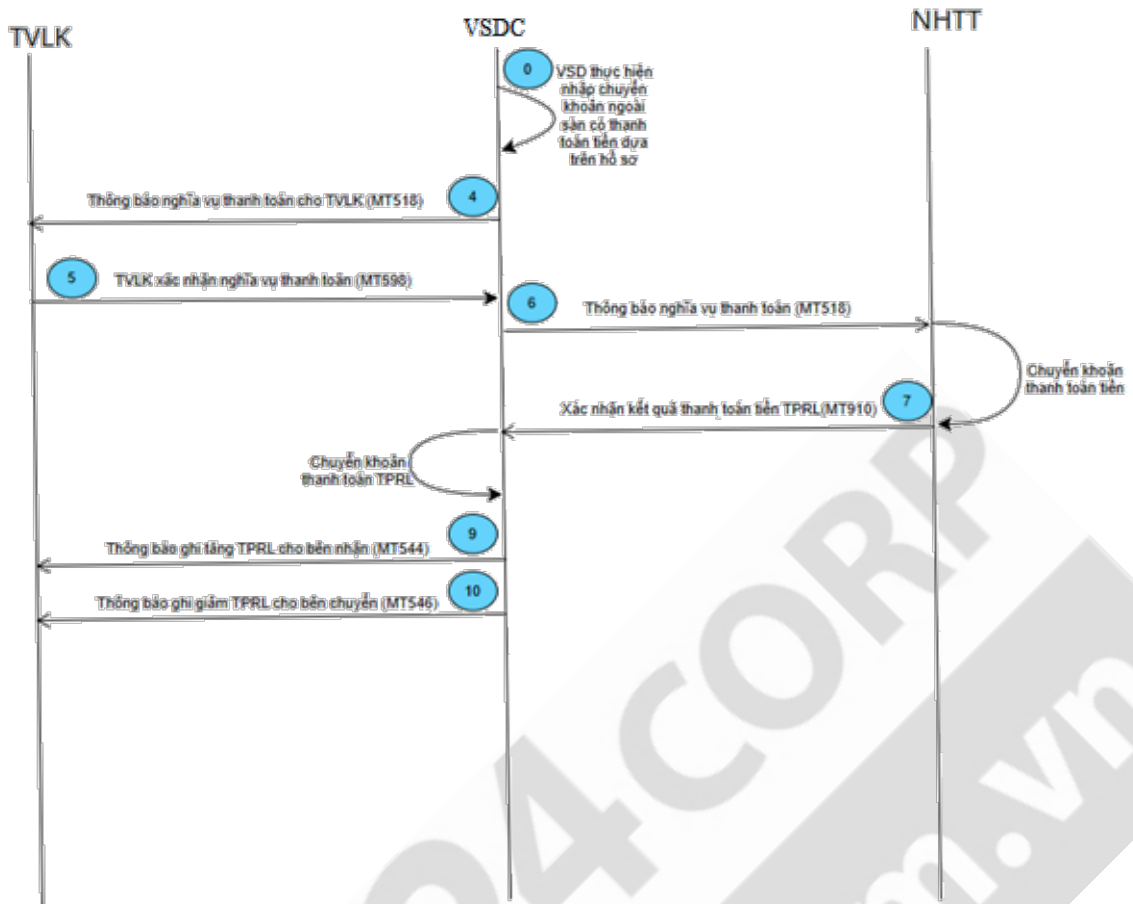 TVLK
VSDC
NHTT
0
VSD thực hiện
nhập chuyển
khoản ngoài
sàn có thanh
toán tiền dựa
trên hồ sơ
4
Thông báo nghĩa vụ thanh toán cho TVLK (MT518)
5
TVLK xác nhận nghĩa vụ thanh toán (MT598)
6
Thông báo nghĩa vụ thanh toán (MT518)
Chuyển khoản
thanh toán tiền
7
Xác nhận kết quả thanh toán tiền TPRL(MT910)
Chuyển khoản
thanh toán TPRL
9
Thông báo ghi tăng TPRL cho bên nhận (MT544)
10
Thông báo ghi giảm TPRL cho bên chuyển (MT546)
4CORP
m.vn